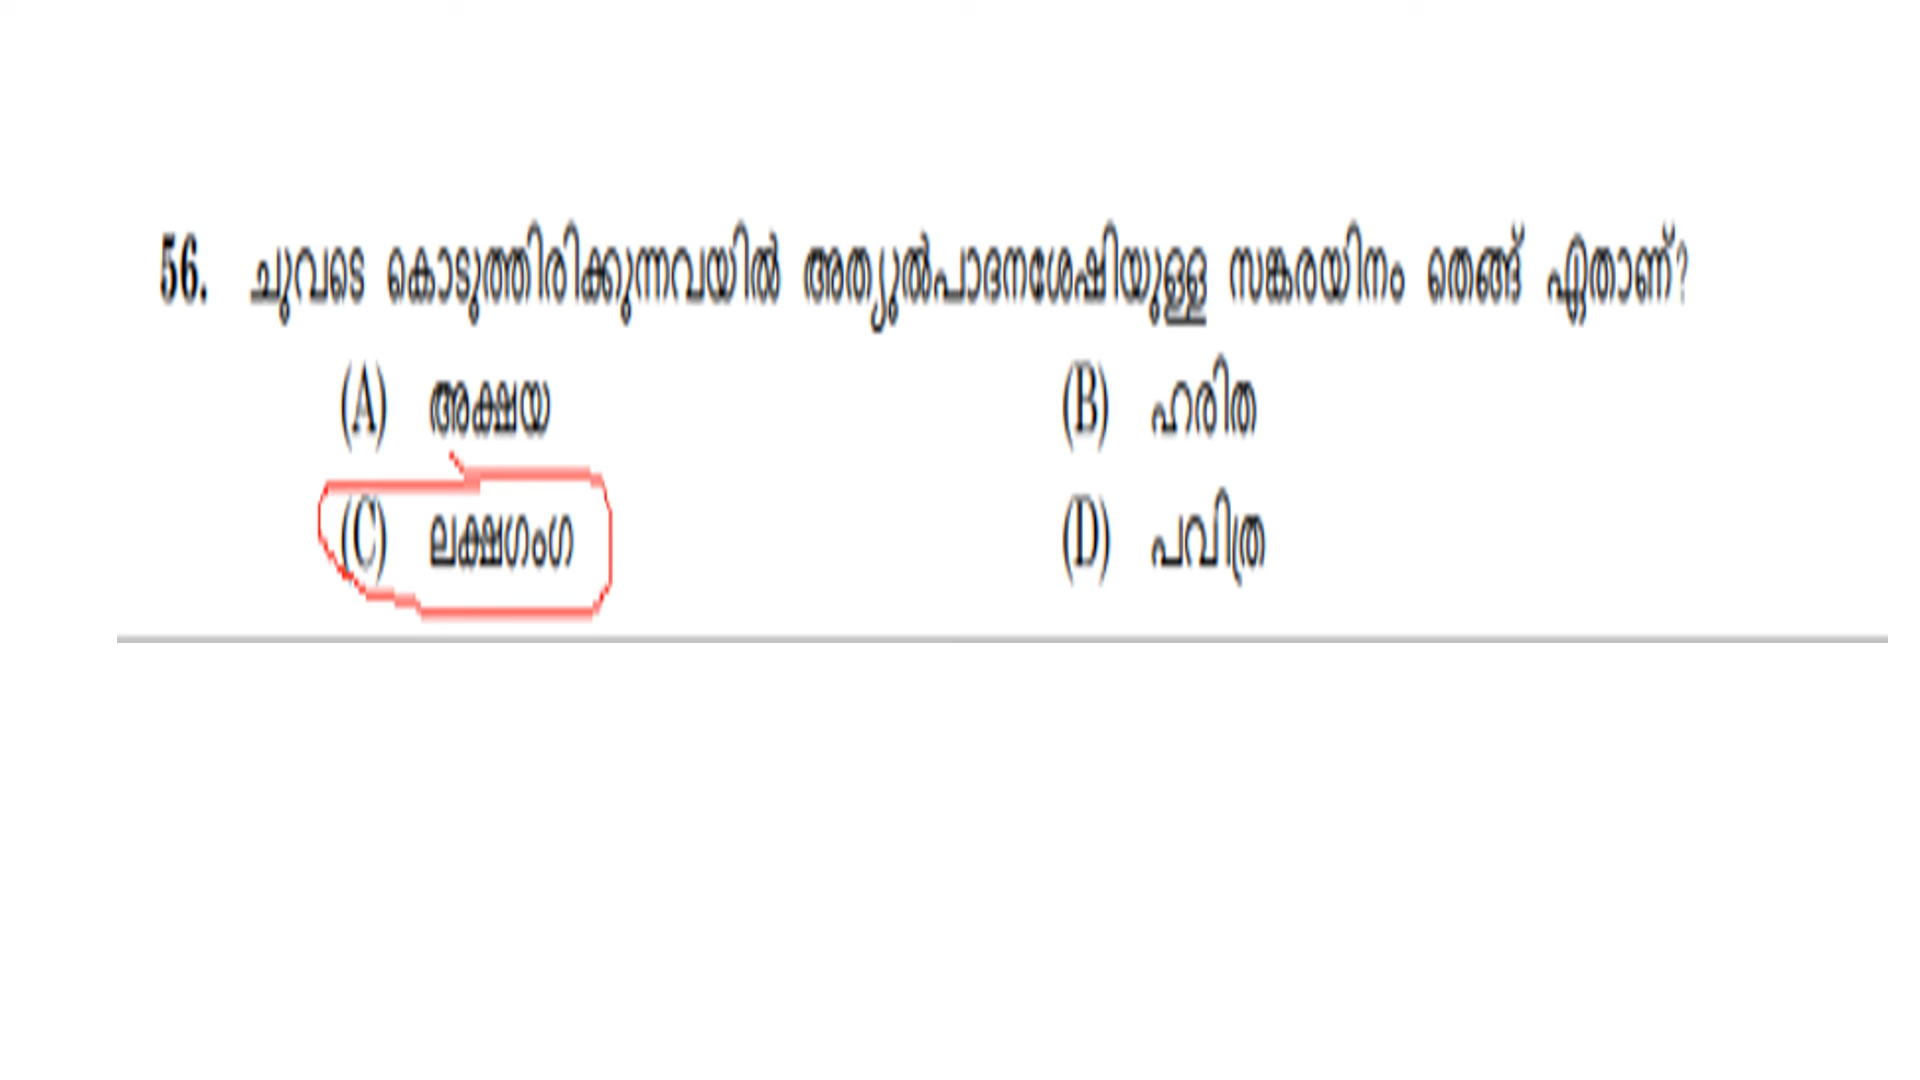 56. ചുവടെ കൊടുത്തിരിക്കുന്നവയിൽ അത്യുൽപാദനശേഷിയുള്ള സങ്കരയിനം തെങ്ങ് ഏതാണ്?
(A) അക്ഷയ (B) ഹരിത
(C) ലക്ഷഗംഗ (D) പവിത്ര